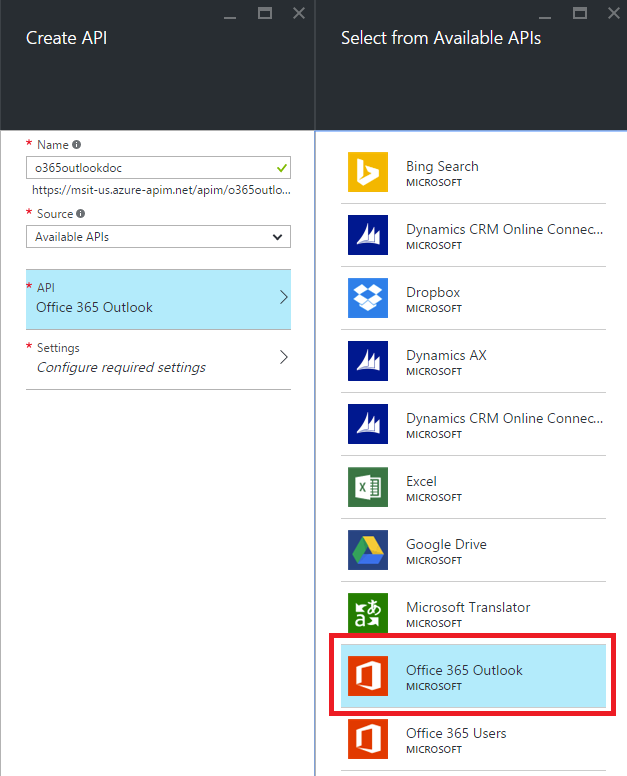 Create API
* Name
o365outlookdoc
https://msit-us.azure-apim.net/apim/o365outlo...
* Source
Available APIs
* API
Office 365 Outlook
* Settings
Configure required settings
Select from Available APIs
Bing Search
MICROSOFT
Dynamics CRM Online Connec...
MICROSOFT
Dropbox
MICROSOFT
Dynamics AX
MICROSOFT
Dynamics CRM Online Connec...
MICROSOFT
Excel
MICROSOFT
Google Drive
MICROSOFT
Microsoft Translator
MICROSOFT
Office 365 Outlook
MICROSOFT
Office 365 Users
MICROSOFT